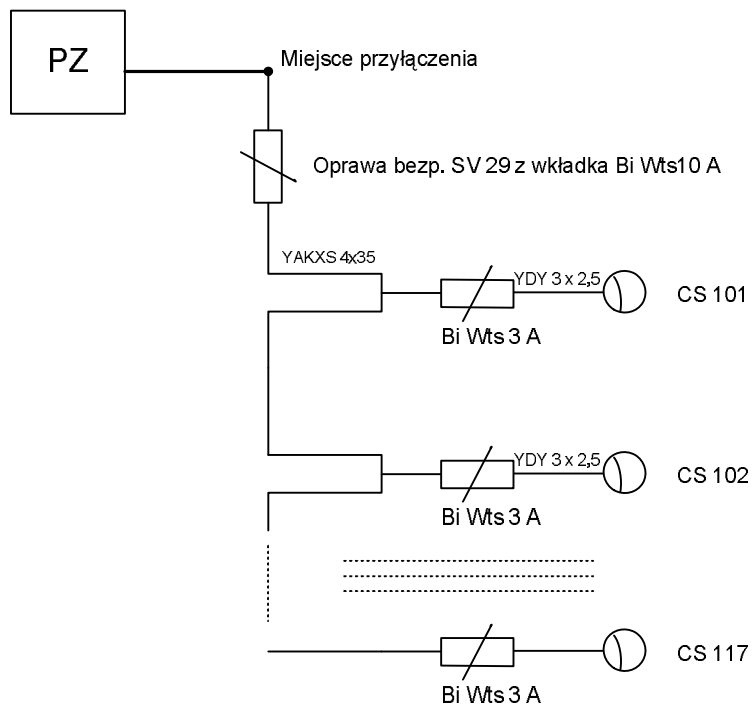 PZ
Miejsce przyłączenia
Oprawa bezp. SV 29 z wkładka Bi Wts10 A
YAKXS 4x35
YDY 3 x 2,5
CS 101
Bi Wts 3 A
YDY 3 x 2,5
CS 102
Bi Wts 3 A
CS 117
Bi Wts 3 A